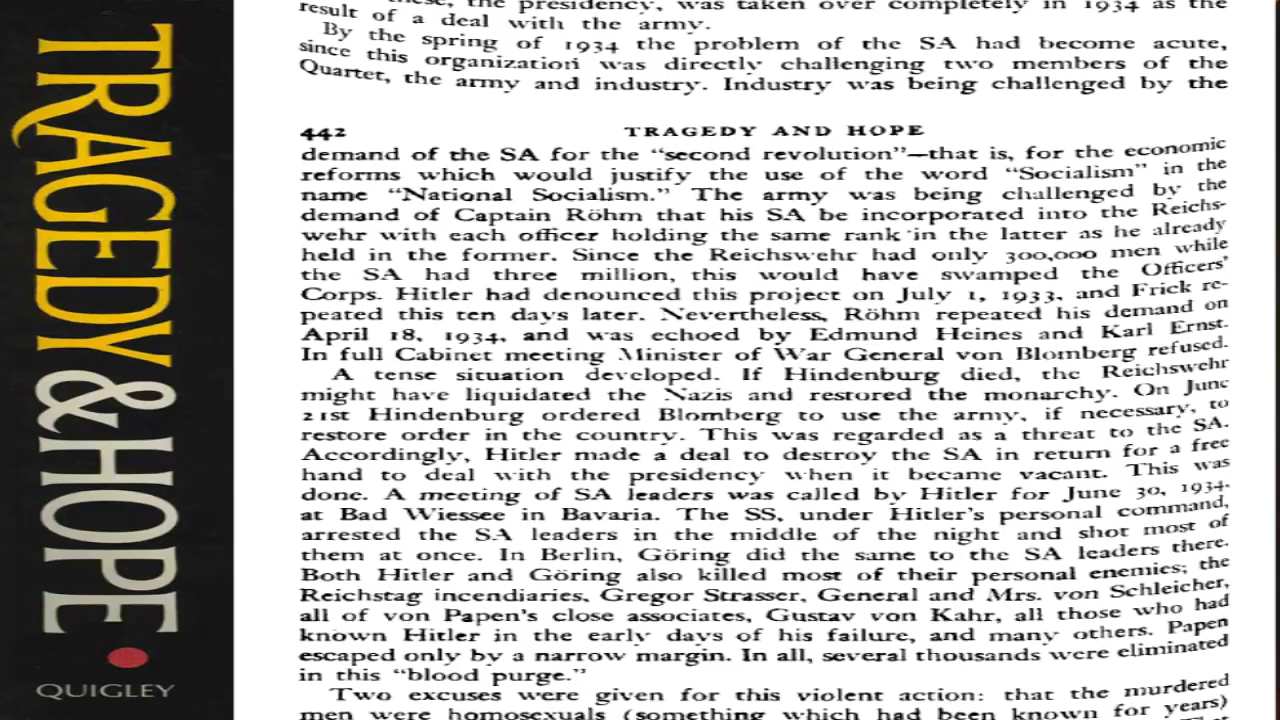 TRAGEDY & HOPE
QUIGLEY
these, the presidency, was taken over completely in 1934 as the
result of a deal with the army.
By the spring of 1934 the problem of the SA had become acute,
since this organization was directly challenging two members of the
Quartet, the army and industry. Industry was being challenged by the
442 TRAGEDY AND HOPE
demand of the SA for the “second revolution”—that is, for the economic
reforms which would justify the use of the word “Socialism” in the
name “National Socialism.” The army was being challenged by the
demand of Captain Röhm that his SA be incorporated into the Reichs-
wehr with each officer holding the same rank in the latter as he already
held in the former. Since the Reichswehr had only 300,000 men while
the SA had three million, this would have swamped the Officers’
Corps. Hitler had denounced this project on July 1, 1933, and Frick re-
peated this ten days later. Nevertheless, Röhm repeated his demand on
April 18, 1934, and was echoed by Edmund Heines and Karl Ernst.
In full Cabinet meeting Minister of War General von Blomberg refused.
A tense situation developed. If Hindenburg died, the Reichswehr
might have liquidated the Nazis and restored the monarchy. On June
21st Hindenburg ordered Blomberg to use the army, if necessary, to
restore order in the country. This was regarded as a threat to the SA.
Accordingly, Hitler made a deal to destroy the SA in return for a free
hand to deal with the presidency when it became vacant. This was
done. A meeting of SA leaders was called by Hitler for June 30, 1934,
at Bad Wiessee in Bavaria. The SS, under Hitler’s personal command,
arrested the SA leaders in the middle of the night and shot most of
them at once. In Berlin, Göring did the same to the SA leaders there.
Both Hitler and Göring also killed most of their personal enemies; the
Reichstag incendiaries, Gregor Strasser, General and Mrs. von Schleicher,
all of von Papen’s close associates, Gustav von Kahr, all those who had
known Hitler in the early days of his failure, and many others. Papen
escaped only by a narrow margin. In all, several thousands were eliminated
in this “blood purge.”
Two excuses were given for this violent action: that the murdered
men were homosexuals (something which had been known for years)